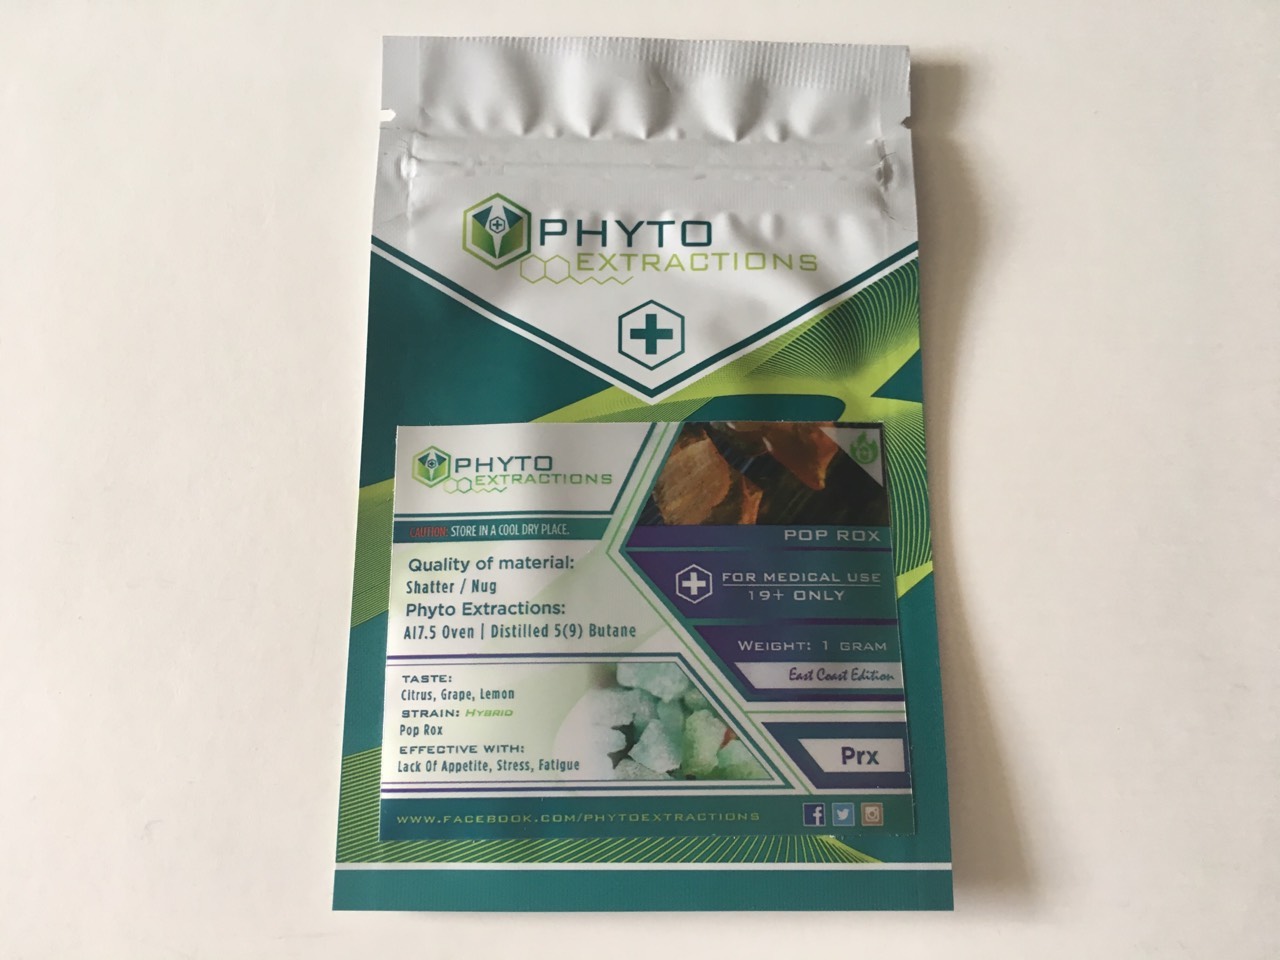 PHYTO
EXTRACTIONS
PHYTO
EXTRACTIONS
CAUTION: STORE IN A COOL DRY PLACE.
Quality of material:
Shatter / Nug
Phyto Extractions:
AI7.5 Oven | Distilled 5(9) Butane
TASTE:
Citrus, Grape, Lemon
STRAIN: HYBRID
Pop Rox
EFFECTIVE WITH:
Lack Of Appetite, Stress, Fatigue
POP ROX
FOR MEDICAL USE
19+ ONLY
WEIGHT: 1 GRAM
East Coast Edition
Prx
WWW.FACEBOOK.COM/PHYTOEXTRACTIONS